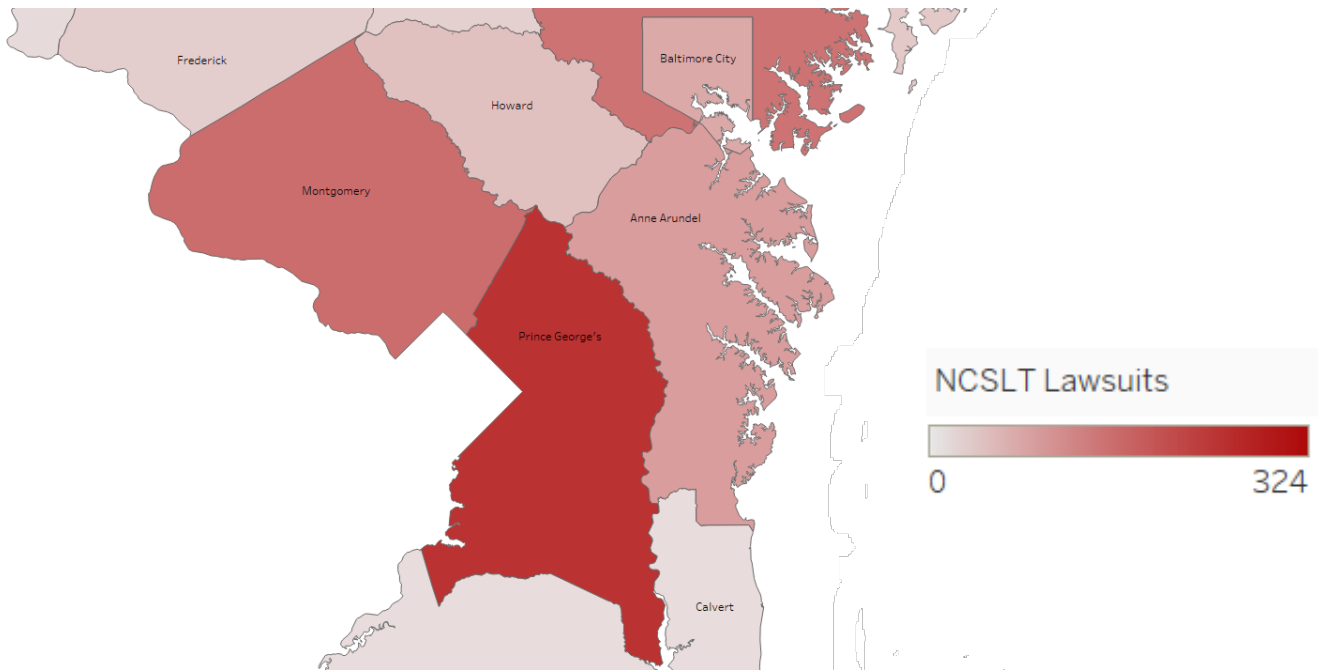 Frederick
Baltimore City
Howard
Montgomery
Anne Arundel
Prince George's
NCSLT Lawsuits
0 324
Calvert